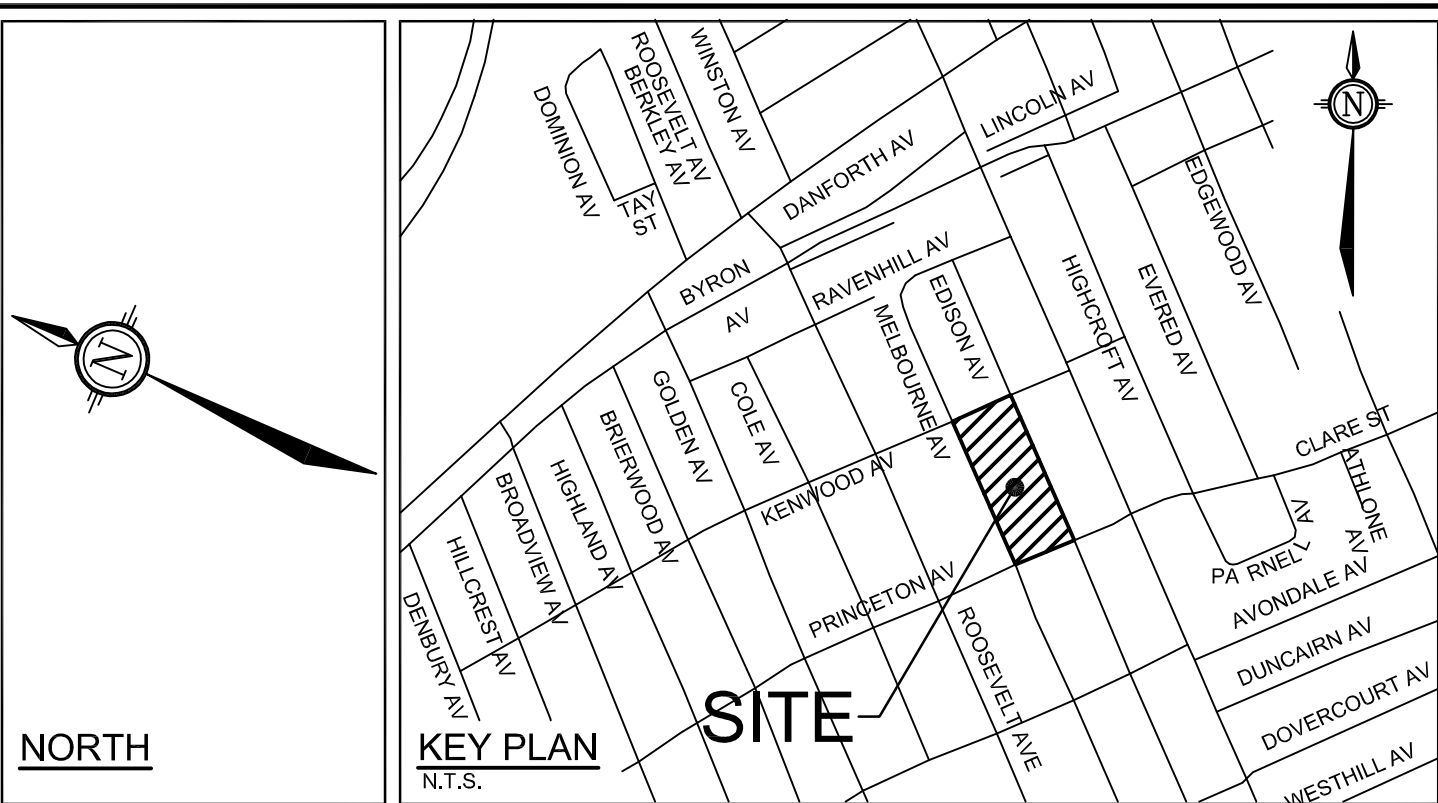 N
NORTH
DOMINION AV
TAY
ST
ROOSEVELT AV
BERKLEY AV
WINSTON AV
DANFORTH AV
LINCOLN AV
N
BYRON
AV
RAVENHILL AV
MELBOURNE AV
EDISON AV
HIGHCROFT AV
EVERED AV
EDGEWOOD AV
GOLDEN AV
COLE AV
BRIERWOOD AV
HIGHLAND AV
BROADVIEW AV
HILLCREST AV
DENBURY AV
KENWOOD AV
PRINCETON AV
CLARE ST
ATHLONE
AV
PA RNEL L
AV
AVONDALE AV
DUNCAIRN AV
DOVERCOURT AV
WESTHILL AV
ROOSEVELT AVE
SITE
KEY PLAN
N.T.S.